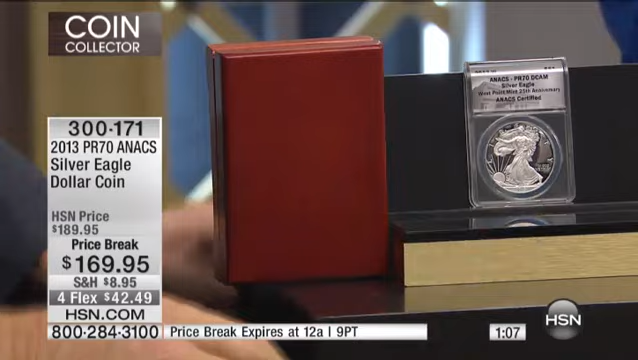 COIN
COLLECTOR
300-171
2013 PR70 ANACS
Silver Eagle
Dollar Coin
HSN Price
$189.95
Price Break
$169.95
S&H $8.95
4 Flex $42.49
HSN.COM
800-284-3100
Price Break Expires at 12a | 9PT
1:07
HSN
ANACS - PR70 DCAM
Silver Eagle
West Point Mint 25th Anniversary
ANACS Certified